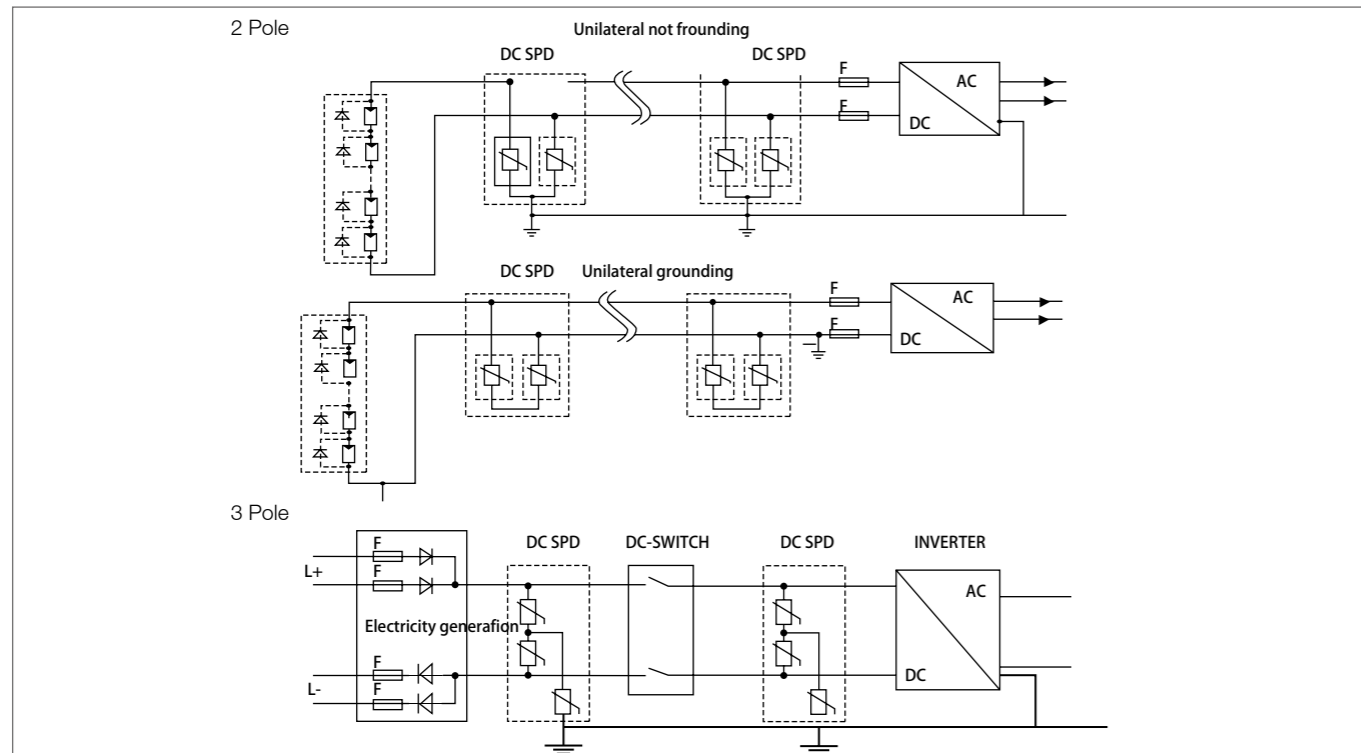 2 Pole
Unilateral not frounding
DC SPD
DC SPD
F
F
AC
DC
DC SPD
Unilateral grounding
F
F
AC
DC
3 Pole
DC SPD
DC-SWITCH
DC SPD
INVERTER
F
L+
F
AC
Electricity generafion
F
DC
L-
F